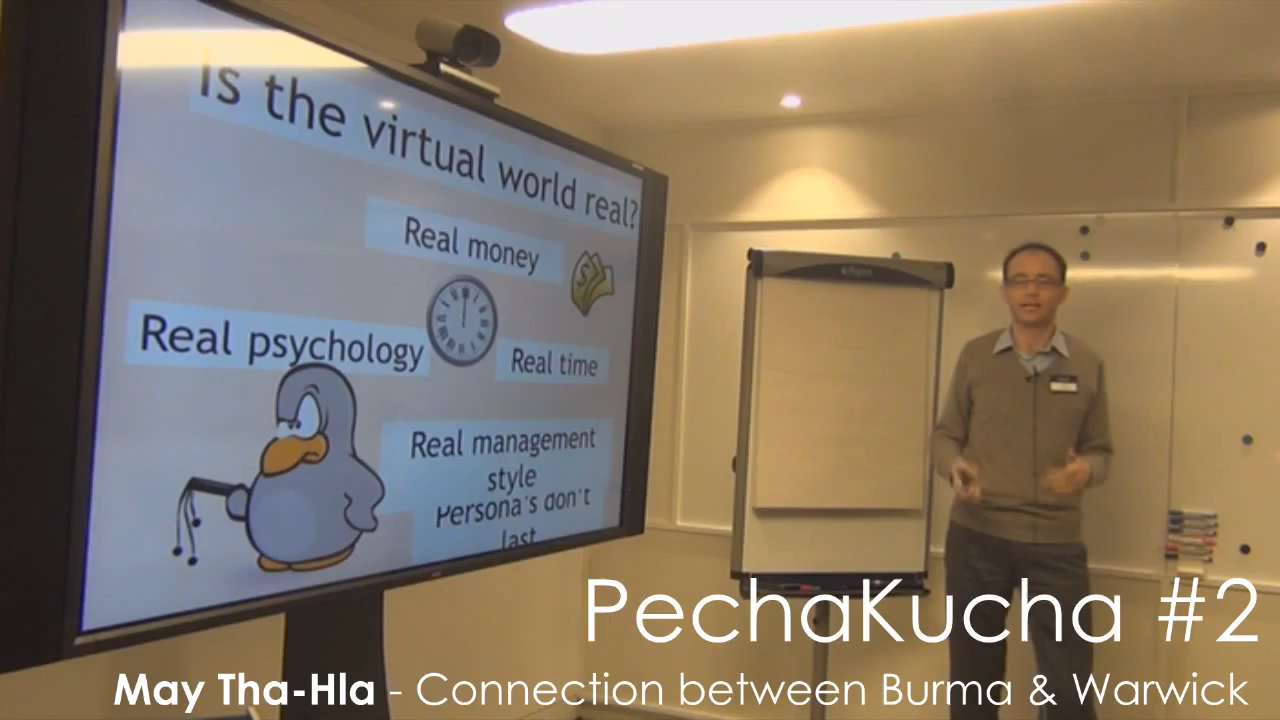 Is the virtual world real?
Real money
Real psychology
Real time
Real management
style
Persona's don't
last
PechaKucha #2
May Tha-Hla - Connection between Burma & Warwick